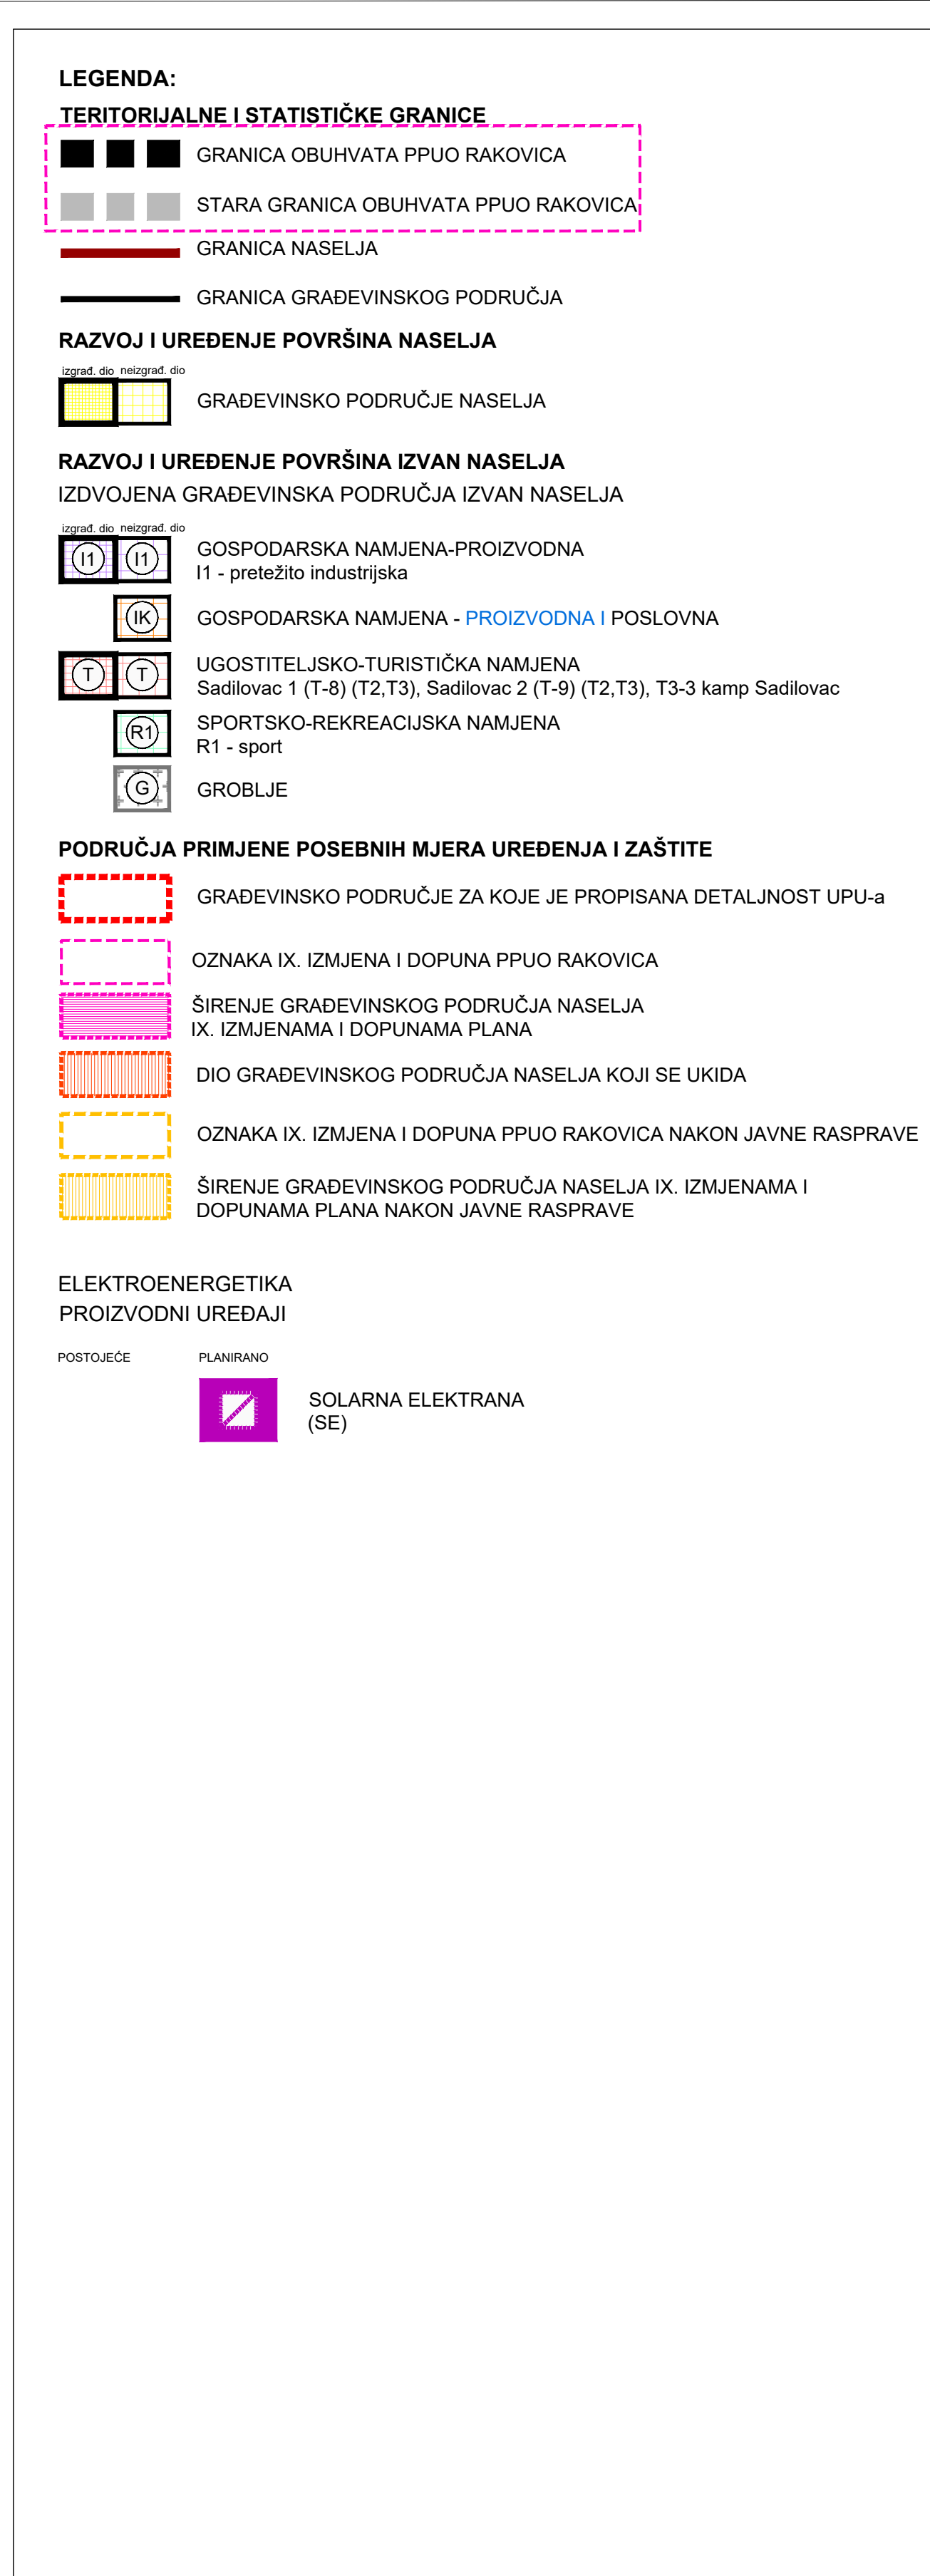 LEGENDA:
TERITORIJALNE I STATISTIČKE GRANICE
GRANICA OBUHVATA PPUO RAKOVICA
STARA GRANICA OBUHVATA PPUO RAKOVICA
GRANICA NASELJA
GRANICA GRAĐEVINSKOG PODRUČJA
RAZVOJ I UREĐENJE POVRŠINA NASELJA
izgrađ. dio neizgrađ. dio
GRAĐEVINSKO PODRUČJE NASELJA
RAZVOJ I UREĐENJE POVRŠINA IZVAN NASELJA
IZDVOJENA GRAĐEVINSKA PODRUČJA IZVAN NASELJA
izgrađ. dio neizgrađ. dio
I1 I1 GOSPODARSKA NAMJENA-PROIZVODNA
I1 - pretežito industrijska
IK GOSPODARSKA NAMJENA - PROIZVODNA I POSLOVNA
T T UGOSTITELJSKO-TURISTIČKA NAMJENA
Sadilovac 1 (T-8) (T2,T3), Sadilovac 2 (T-9) (T2,T3), T3-3 kamp Sadilovac
R1 SPORTSKO-REKREACIJSKA NAMJENA
R1 - sport
G GROBLJE
PODRUČJA PRIMJENE POSEBNIH MJERA UREĐENJA I ZAŠTITE
GRAĐEVINSKO PODRUČJE ZA KOJE JE PROPISANA DETALJNOST UPU-a
OZNAKA IX. IZMJENA I DOPUNA PPUO RAKOVICA
ŠIRENJE GRAĐEVINSKOG PODRUČJA NASELJA
IX. IZMJENAMA I DOPUNAMA PLANA
DIO GRAĐEVINSKOG PODRUČJA NASELJA KOJI SE UKIDA
OZNAKA IX. IZMJENA I DOPUNA PPUO RAKOVICA NAKON JAVNE RASPRAVE
ŠIRENJE GRAĐEVINSKOG PODRUČJA NASELJA IX. IZMJENAMA I
DOPUNAMA PLANA NAKON JAVNE RASPRAVE
ELEKTROENERGETIKA
PROIZVODNI UREĐAJI
POSTOJEĆE PLANIRANO
SOLARNA ELEKTRANA
(SE)